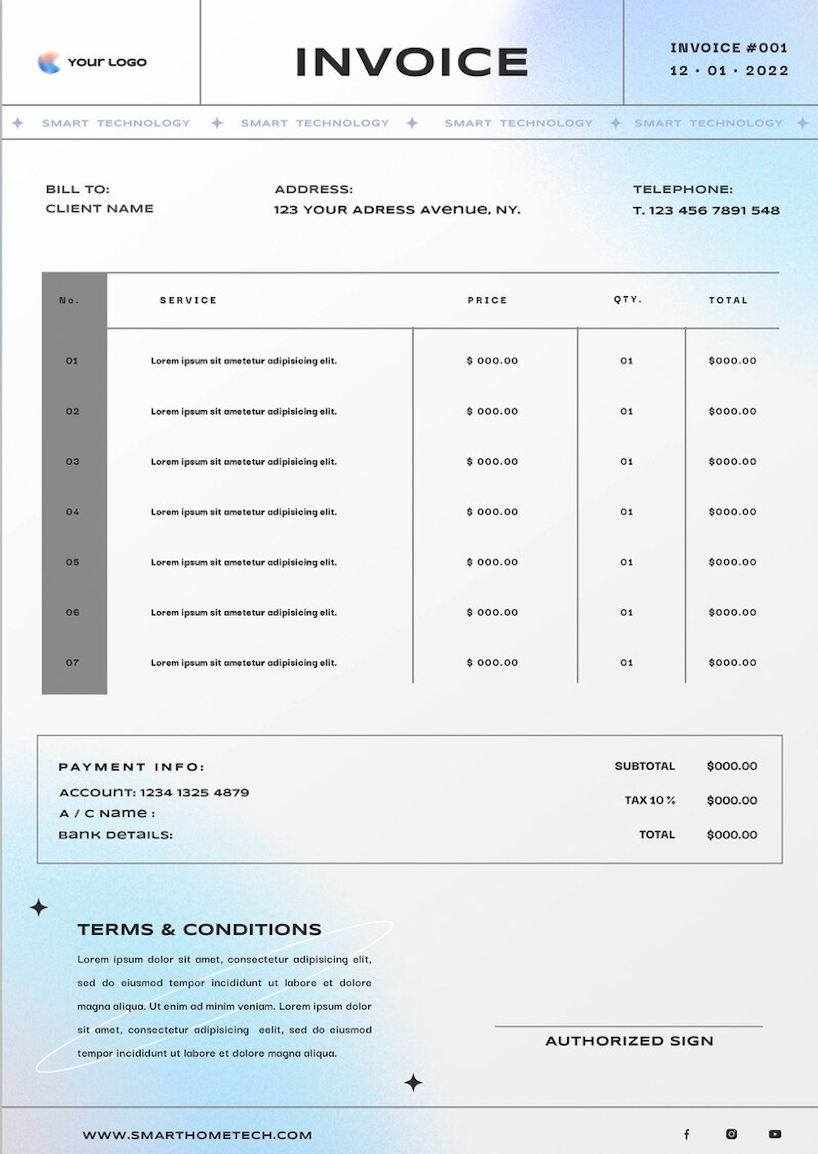 YOUR LOGO
INVOICE
INVOICE #001
12 · 01 · 2022
SMART TECHNOLOGY SMART TECHNOLOGY SMART TECHNOLOGY SMART TECHNOLOGY
BILL TO: ADDRESS: TELEPHONE:
CLIENT NAME 123 YOUR ADRESS AVenue, NY. T. 123 456 7891 548
No. SERVICE PRICE QTY. TOTAL
01 Lorem ipsum sit ametetur adipisicing elit. $ 000.00 01 $000.00
02 Lorem ipsum sit ametetur adipisicing elit. $ 000.00 01 $000.00
03 Lorem ipsum sit ametetur adipisicing elit. $ 000.00 01 $000.00
04 Lorem ipsum sit ametetur adipisicing elit. $ 000.00 01 $000.00
05 Lorem ipsum sit ametetur adipisicing elit. $ 000.00 01 $000.00
06 Lorem ipsum sit ametetur adipisicing elit. $ 000.00 01 $000.00
07 Lorem ipsum sit ametetur adipisicing elit. $ 000.00 01 $000.00
PAYMENT INFO: SUBTOTAL $000.00
ACCOUNT: 1234 1325 4879
A / C Name : TAX 10 % $000.00
Bank Details: TOTAL $000.00
TERMS & CONDITIONS
Lorem ipsum dolor sit amet, consectetur adipisicing elit,
sed do eiusmod tempor incididunt ut labore et dolore
magna aliqua. Ut enim ad minim veniam. Lorem ipsum dolor
sit amet, consectetur adipisicing eelit, sed do eiusmod
tempor incididunt ut labore et dolore magna aliqua.
AUTHORIZED SIGN
WWW.SMARTHOMETECH.COM